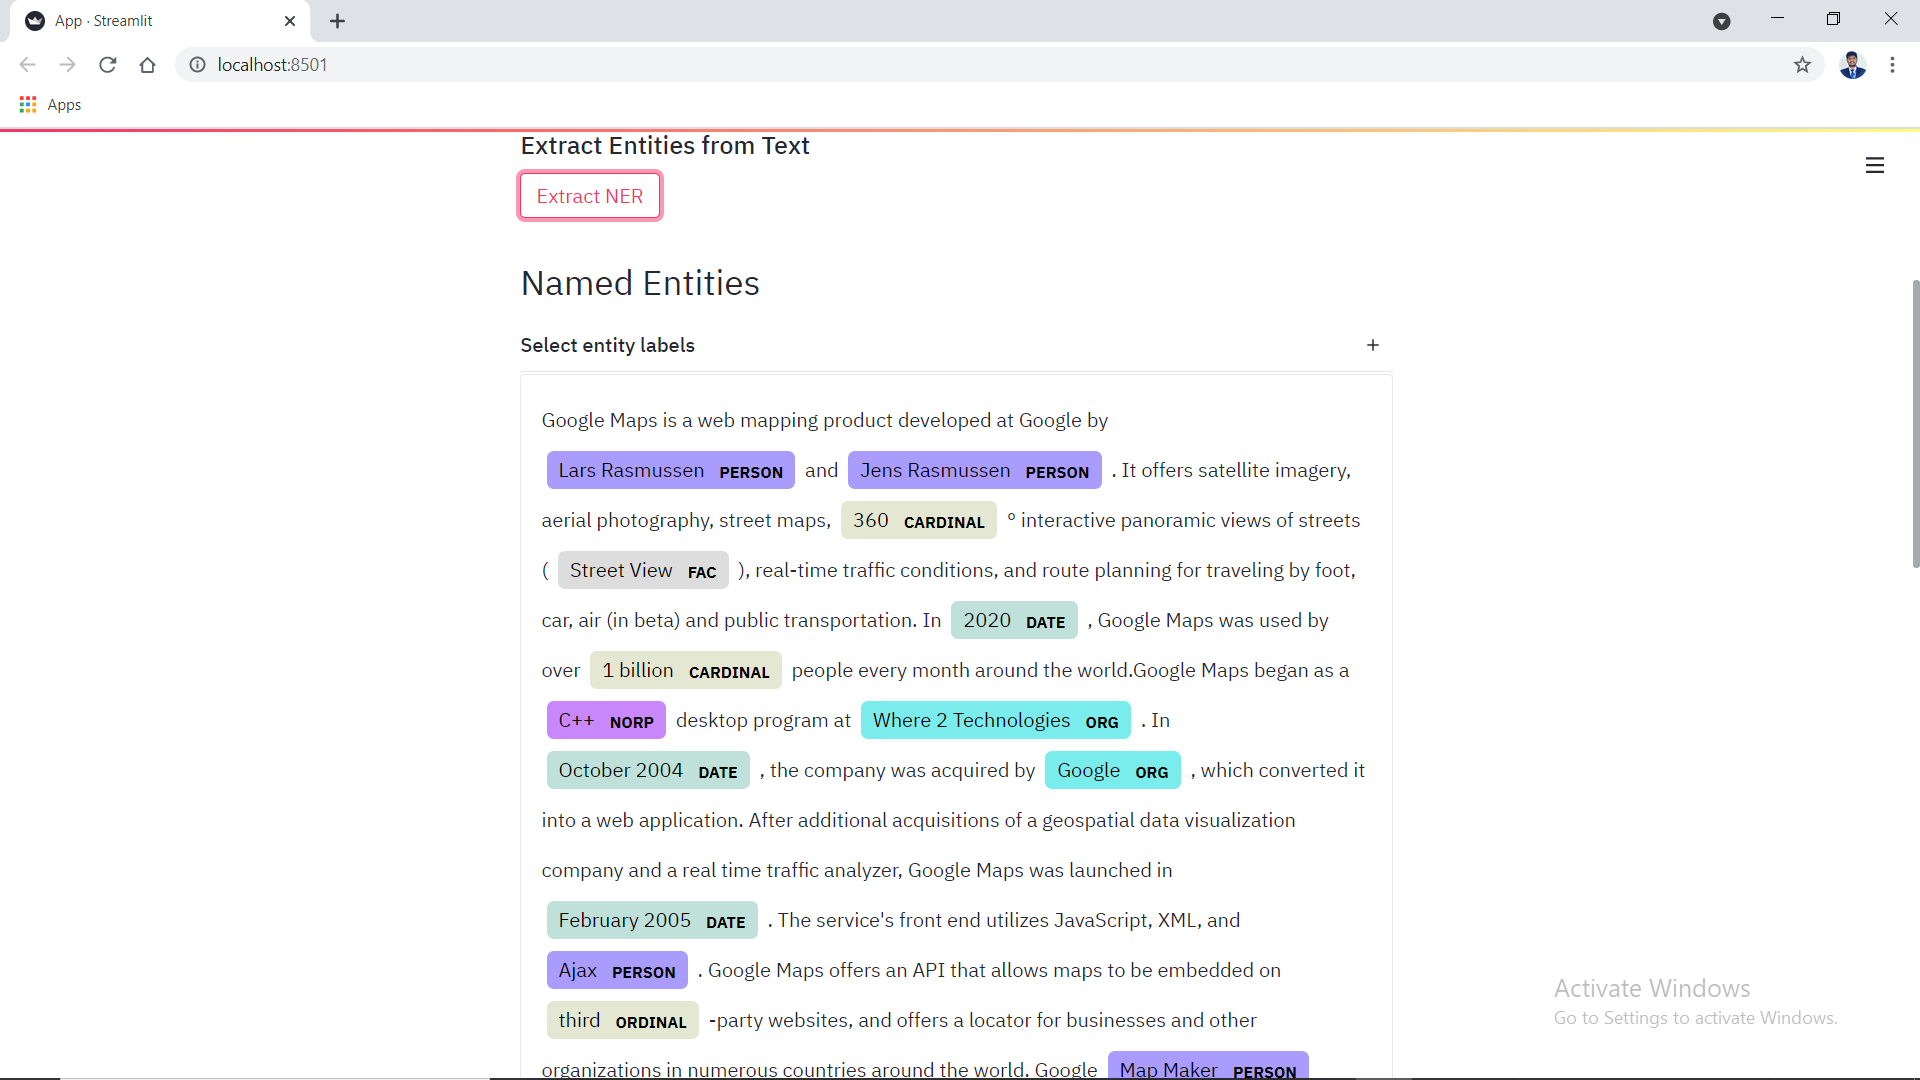 App · Streamlit
localhost:8501
Apps
Extract Entities from Text
Extract NER
Named Entities
Select entity labels +
Google Maps is a web mapping product developed at Google by
Lars Rasmussen PERSON and Jens Rasmussen PERSON . It offers satellite imagery,
aerial photography, street maps, 360 CARDINAL ° interactive panoramic views of streets
( Street View FAC ), real-time traffic conditions, and route planning for traveling by foot,
car, air (in beta) and public transportation. In 2020 DATE , Google Maps was used by
over 1 billion CARDINAL people every month around the world.Google Maps began as a
C++ NORP desktop program at Where 2 Technologies ORG . In
October 2004 DATE , the company was acquired by Google ORG , which converted it
into a web application. After additional acquisitions of a geospatial data visualization
company and a real time traffic analyzer, Google Maps was launched in
February 2005 DATE . The service's front end utilizes JavaScript, XML, and
Ajax PERSON . Google Maps offers an API that allows maps to be embedded on
third ORDINAL -party websites, and offers a locator for businesses and other
organizations in numerous countries around the world. Google Map Maker PERSON
Activate Windows
Go to Settings to activate Windows.